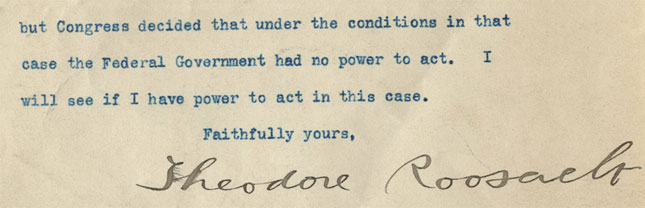 but Congress decided that under the conditions in that
case the Federal Government had no power to act. I
will see if I have power to act in this case.
Faithfully yours,
Theodore Roosevelt